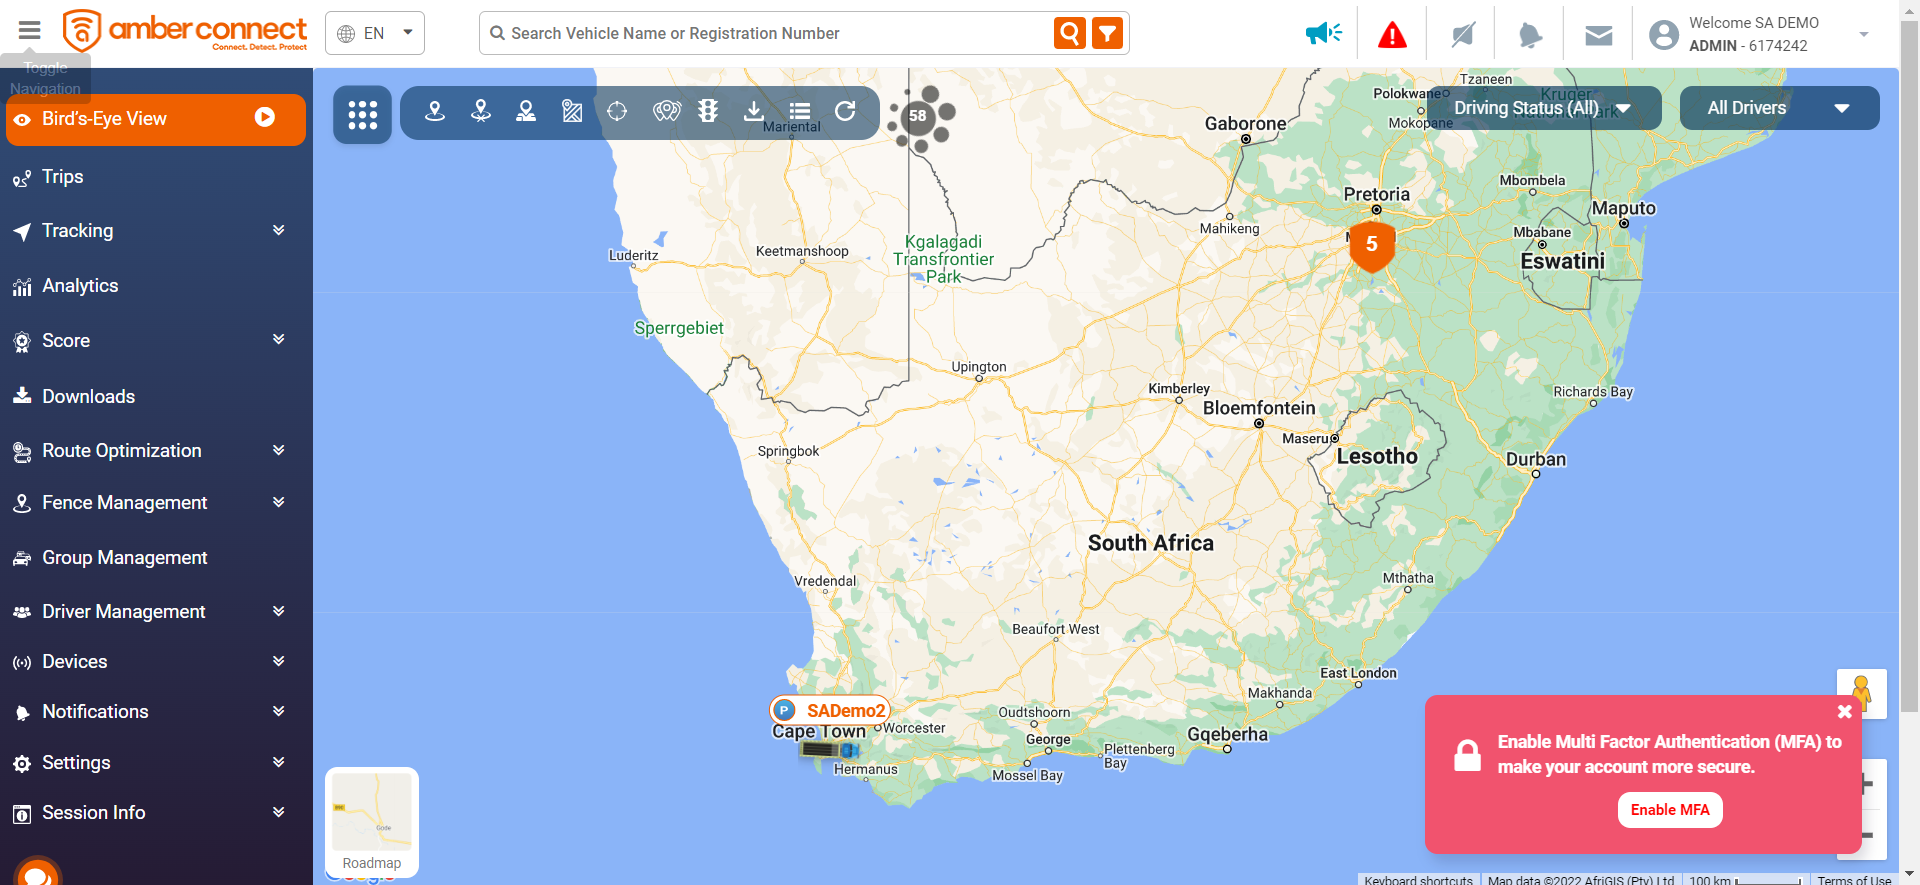 amber connect
Connect. Detect. Protect
EN
Search Vehicle Name or Registration Number
Welcome SA DEMO
ADMIN - 6174242
Toggle
Navigation
Bird's-Eye View
Trips
Tracking
Analytics
Score
Downloads
Route Optimization
Fence Management
Group Management
Driver Management
Devices
Notifications
Settings
Session Info
58
Driving Status (All)
All Drivers
Mariental
Tzaneen
Polokwane
Kruger
National Park
Mokopane
Gaborone
Mbombela
Pretoria
Maputo
Mahikeng
Mbabane
5
Eswatini
Luderitz
Keetmanshoop
Kgalagadi
Transfrontier
Park
Sperrgebiet
Upington
Kimberley
Richards Bay
Bloemfontein
Maseru
Lesotho
Springbok
Durban
South Africa
Vredendal
Mthatha
Beaufort West
East London
Makhanda
P SADemo2
Cape Town
Worcester
Oudtshoorn
George
Gqeberha
Plettenberg
Bay
Hermanus
Mossel Bay
Enable Multi Factor Authentication (MFA) to
make your account more secure.
Enable MFA
Gode
Roadmap
Keyboard shortcuts
Map data ©2022 AfriGIS (Pty) Ltd
100 km
Terms of Use